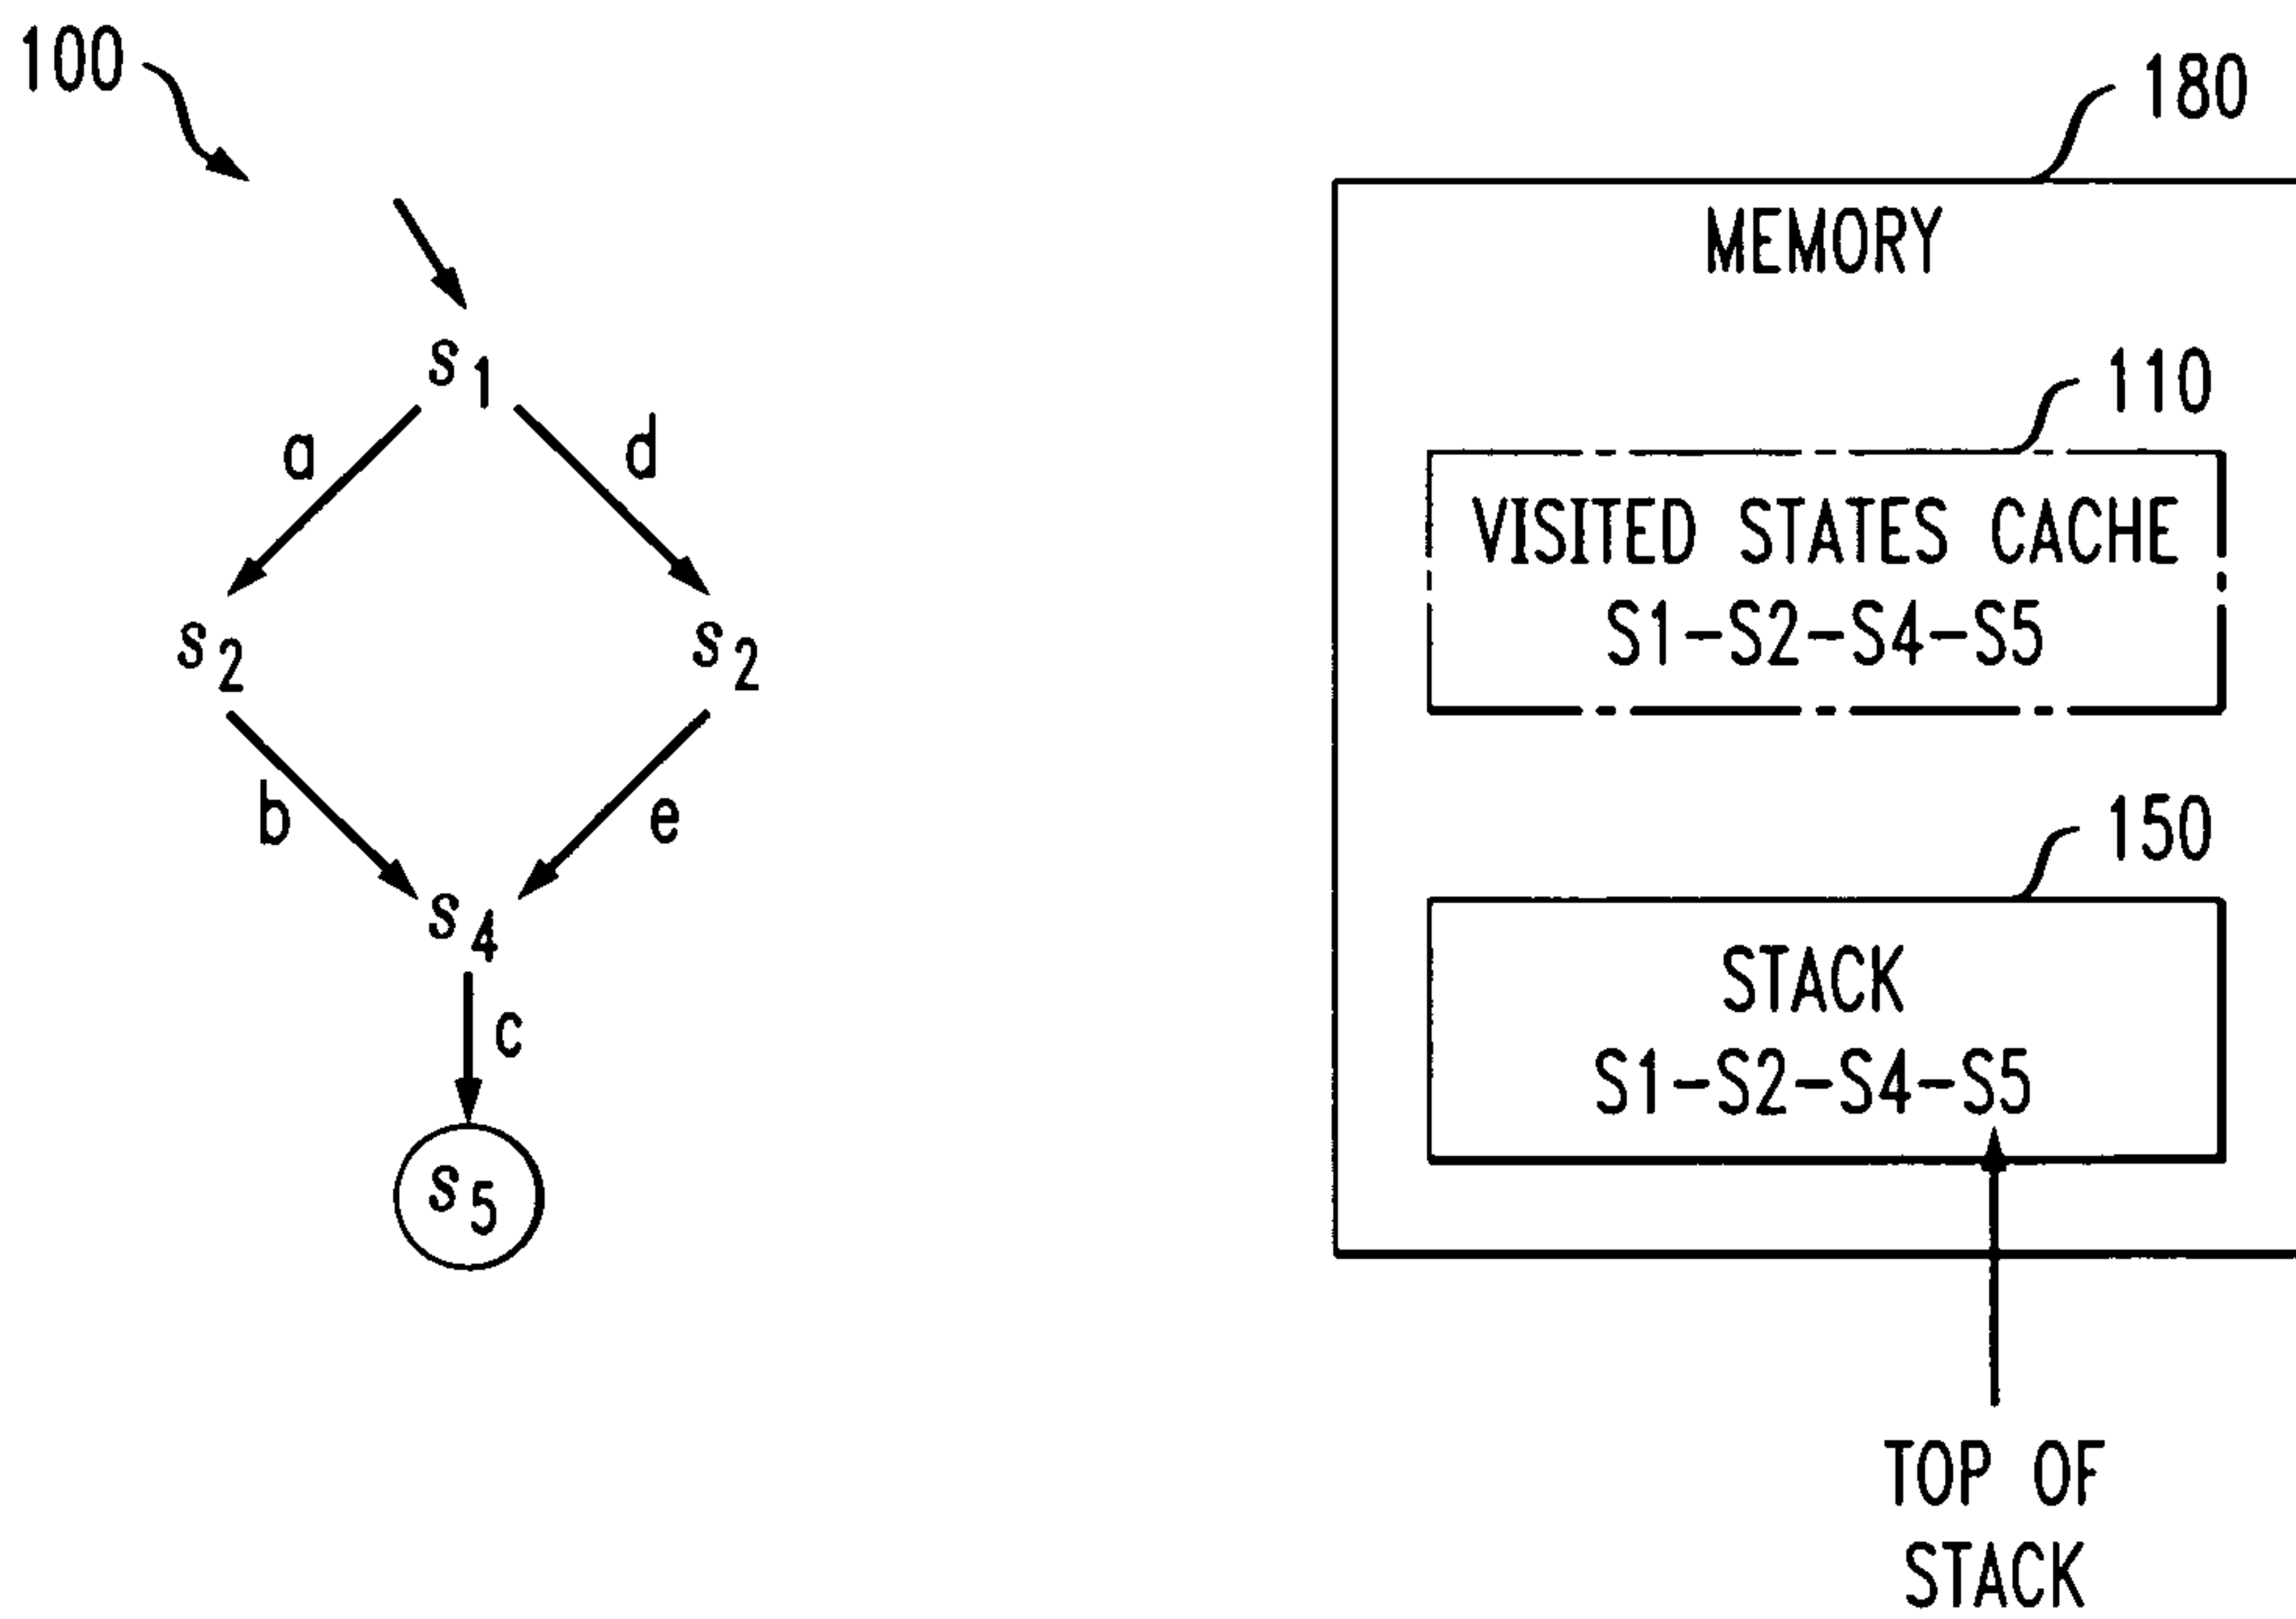 100
s1
a
d
s2
s2
b
e
s4
c
s5
180
MEMORY
110
VISITED STATES CACHE
S1-S2-S4-S5
150
STACK
S1-S2-S4-S5
TOP OF
STACK